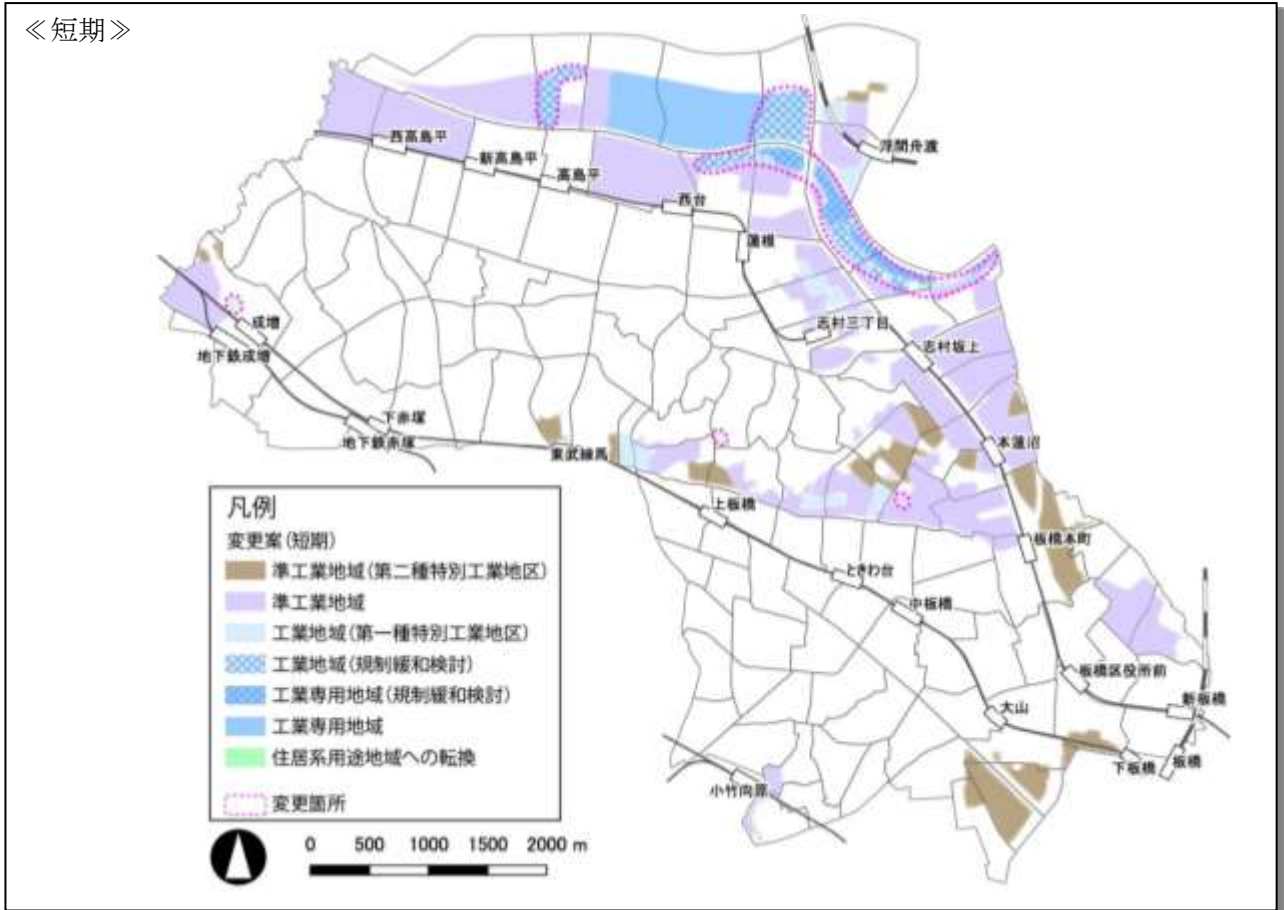 ≪短期≫
浮間舟渡
西高島平
新高島平
高島平
西台
蓮根
志村三丁目
成増
地下鉄成増
志村坂上
下赤塚
地下鉄赤塚
東武練馬
本蓮沼
上板橋
板橋本町
ときわ台
中板橋
板橋区役所前
新板橋
大山
下板橋
板橋
小竹向原
凡例
変更案(短期)
準工業地域(第二種特別工業地区)
準工業地域
工業地域(第一種特別工業地区)
工業地域(規制緩和検討)
工業専用地域(規制緩和検討)
工業専用地域
住居系用途地域への転換
変更箇所
0 500 1000 1500 2000 m